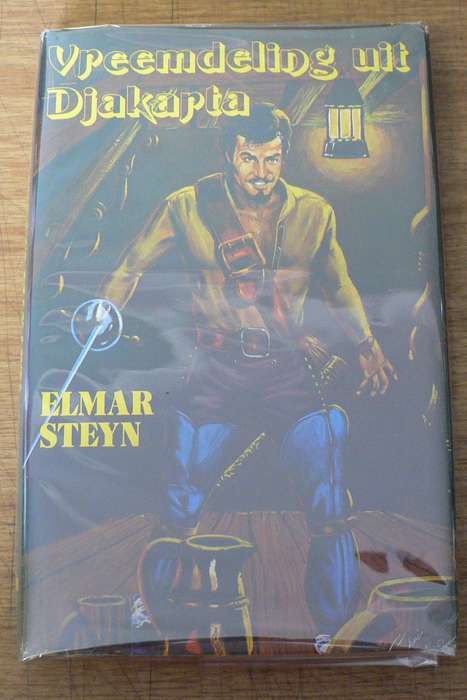 Vreemdeling uit
Djakarta
ELMAR
STEYN